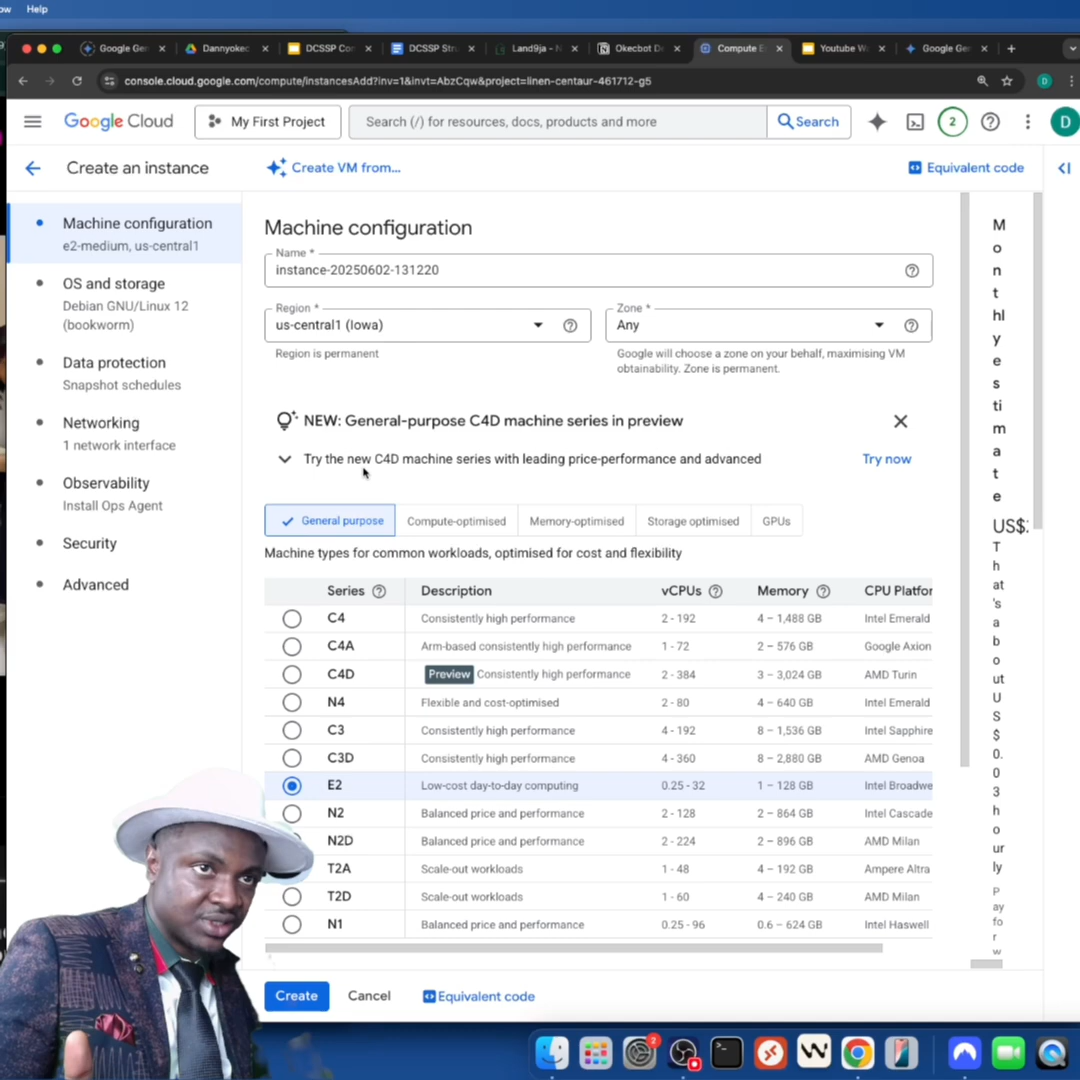 Help
Google Ger
Dannyokec
DCSSP Cor
DCSSP Str
Land9ja - N
Okecbot De
Compute E
Youtube W
Google Ger
console.cloud.google.com/compute/instancesAdd?inv=1&invt=AbzCqw&project=linen-centaur-461712-g5
D
Google Cloud
My First Project
Search (/) for resources, docs, products and more
Search
2
D
Create an instance
Create VM from...
Equivalent code
Machine configuration
e2-medium, us-central1
OS and storage
Debian GNU/Linux 12
(bookworm)
Data protection
Snapshot schedules
Networking
1 network interface
Observability
Install Ops Agent
Security
Advanced
Machine configuration
Name *
instance-20250602-131220
Region *
us-central1 (Iowa)
Region is permanent
Zone *
Any
Google will choose a zone on your behalf, maximising VM
obtainability. Zone is permanent.
NEW: General-purpose C4D machine series in preview
Try the new C4D machine series with leading price-performance and advanced
Try now
General purpose
Compute-optimised
Memory-optimised
Storage optimised
GPUs
Machine types for common workloads, optimised for cost and flexibility
Series Description vCPUs Memory CPU Platfor
C4 Consistently high performance 2 - 192 4 – 1,488 GB Intel Emerald
C4A Arm-based consistently high performance 1 - 72 2 – 576 GB Google Axion
C4D Preview Consistently high performance 2 - 384 3 – 3,024 GB AMD Turin
N4 Flexible and cost-optimised 2 - 80 4 – 640 GB Intel Emerald
C3 Consistently high performance 4 - 192 8 – 1,536 GB Intel Sapphire
C3D Consistently high performance 4 - 360 8 – 2,880 GB AMD Genoa
E2 Low-cost day-to-day computing 0.25 - 32 1 – 128 GB Intel Broadwe
N2 Balanced price and performance 2 - 128 2 – 864 GB Intel Cascade
N2D Balanced price and performance 2 - 224 2 – 896 GB AMD Milan
T2A Scale-out workloads 1 - 48 4 – 192 GB Ampere Altra
T2D Scale-out workloads 1 - 60 4 – 240 GB AMD Milan
N1 Balanced price and performance 0.25 - 96 0.6 – 624 GB Intel Haswell
Create
Cancel
Equivalent code
M
o
n
t
hl
y
e
s
ti
m
a
t
e
US$
T
h
at
's
a
b
o
ut
U
S
$
0.
0
3
h
o
ur
ly
P
ay
fo
r
w
2